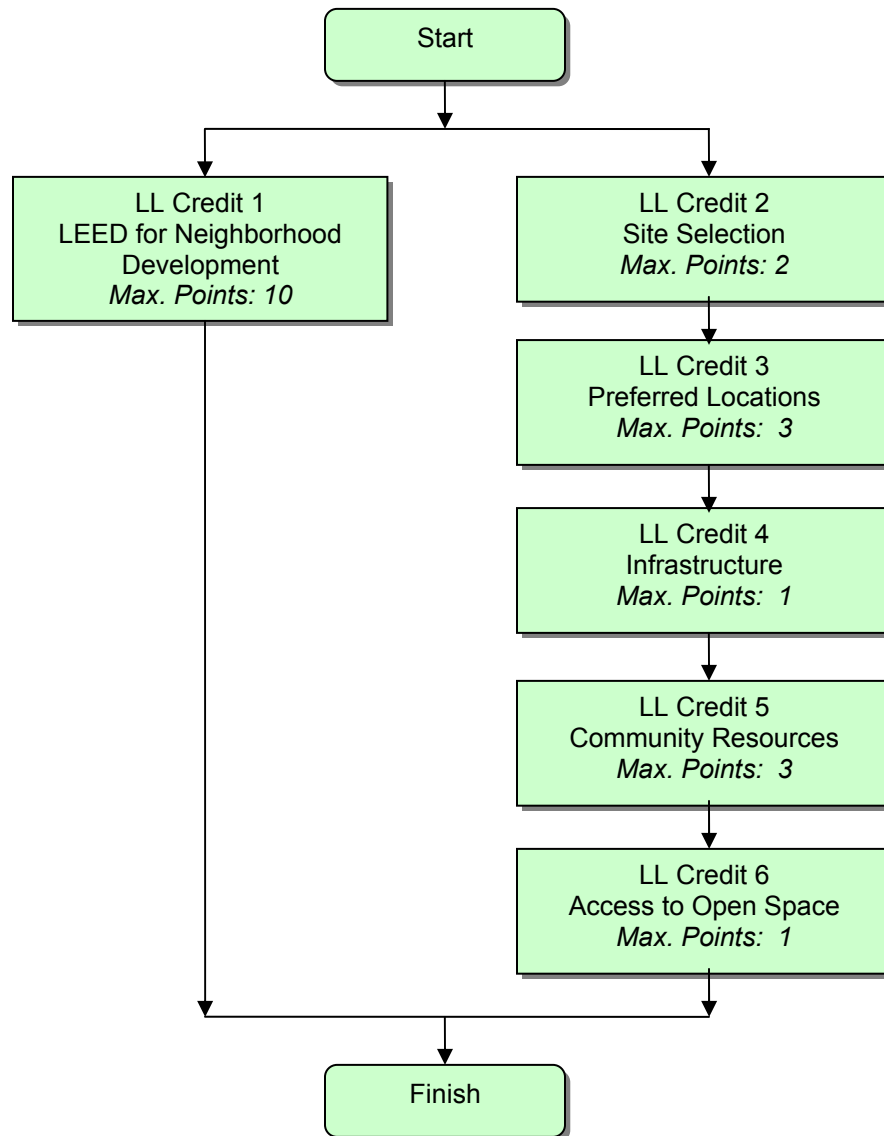 Start
LL Credit 1
LEED for Neighborhood
Development
Max. Points: 10
LL Credit 2
Site Selection
Max. Points: 2
LL Credit 3
Preferred Locations
Max. Points:  3
LL Credit 4
Infrastructure
Max. Points:  1
LL Credit 5
Community Resources
Max. Points:  3
LL Credit 6
Access to Open Space
Max. Points:  1
Finish